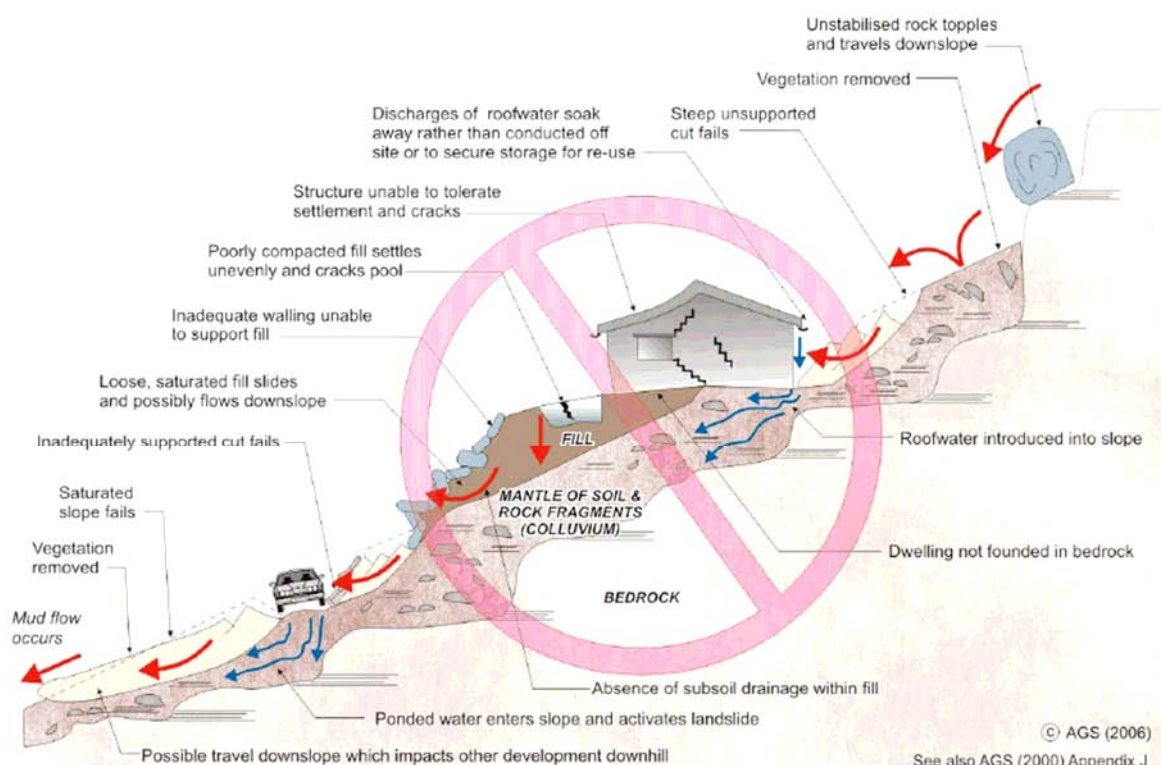 Unstabilised rock topples
and travels downslope
Vegetation removed
Discharges of roofwater soak
away rather than conducted off
site or to secure storage for re-use
Steep unsupported
cut fails
Structure unable to tolerate
settlement and cracks
Poorly compacted fill settles
unevenly and cracks pool
Inadequate walling unable
to support fill
Loose, saturated fill slides
and possibly flows downslope
Inadequately supported cut fails
Roofwater introduced into slope
FILL
Saturated
slope fails
MANTLE OF SOIL &
ROCK FRAGMENTS
(COLLUVIUM)
Vegetation
removed
Dwelling not founded in bedrock
BEDROCK
Mud flow
occurs
Absence of subsoil drainage within fill
Ponded water enters slope and activates landslide
Possible travel downslope which impacts other development downhill
© AGS (2006)
See also AGS (2000) Appendix J